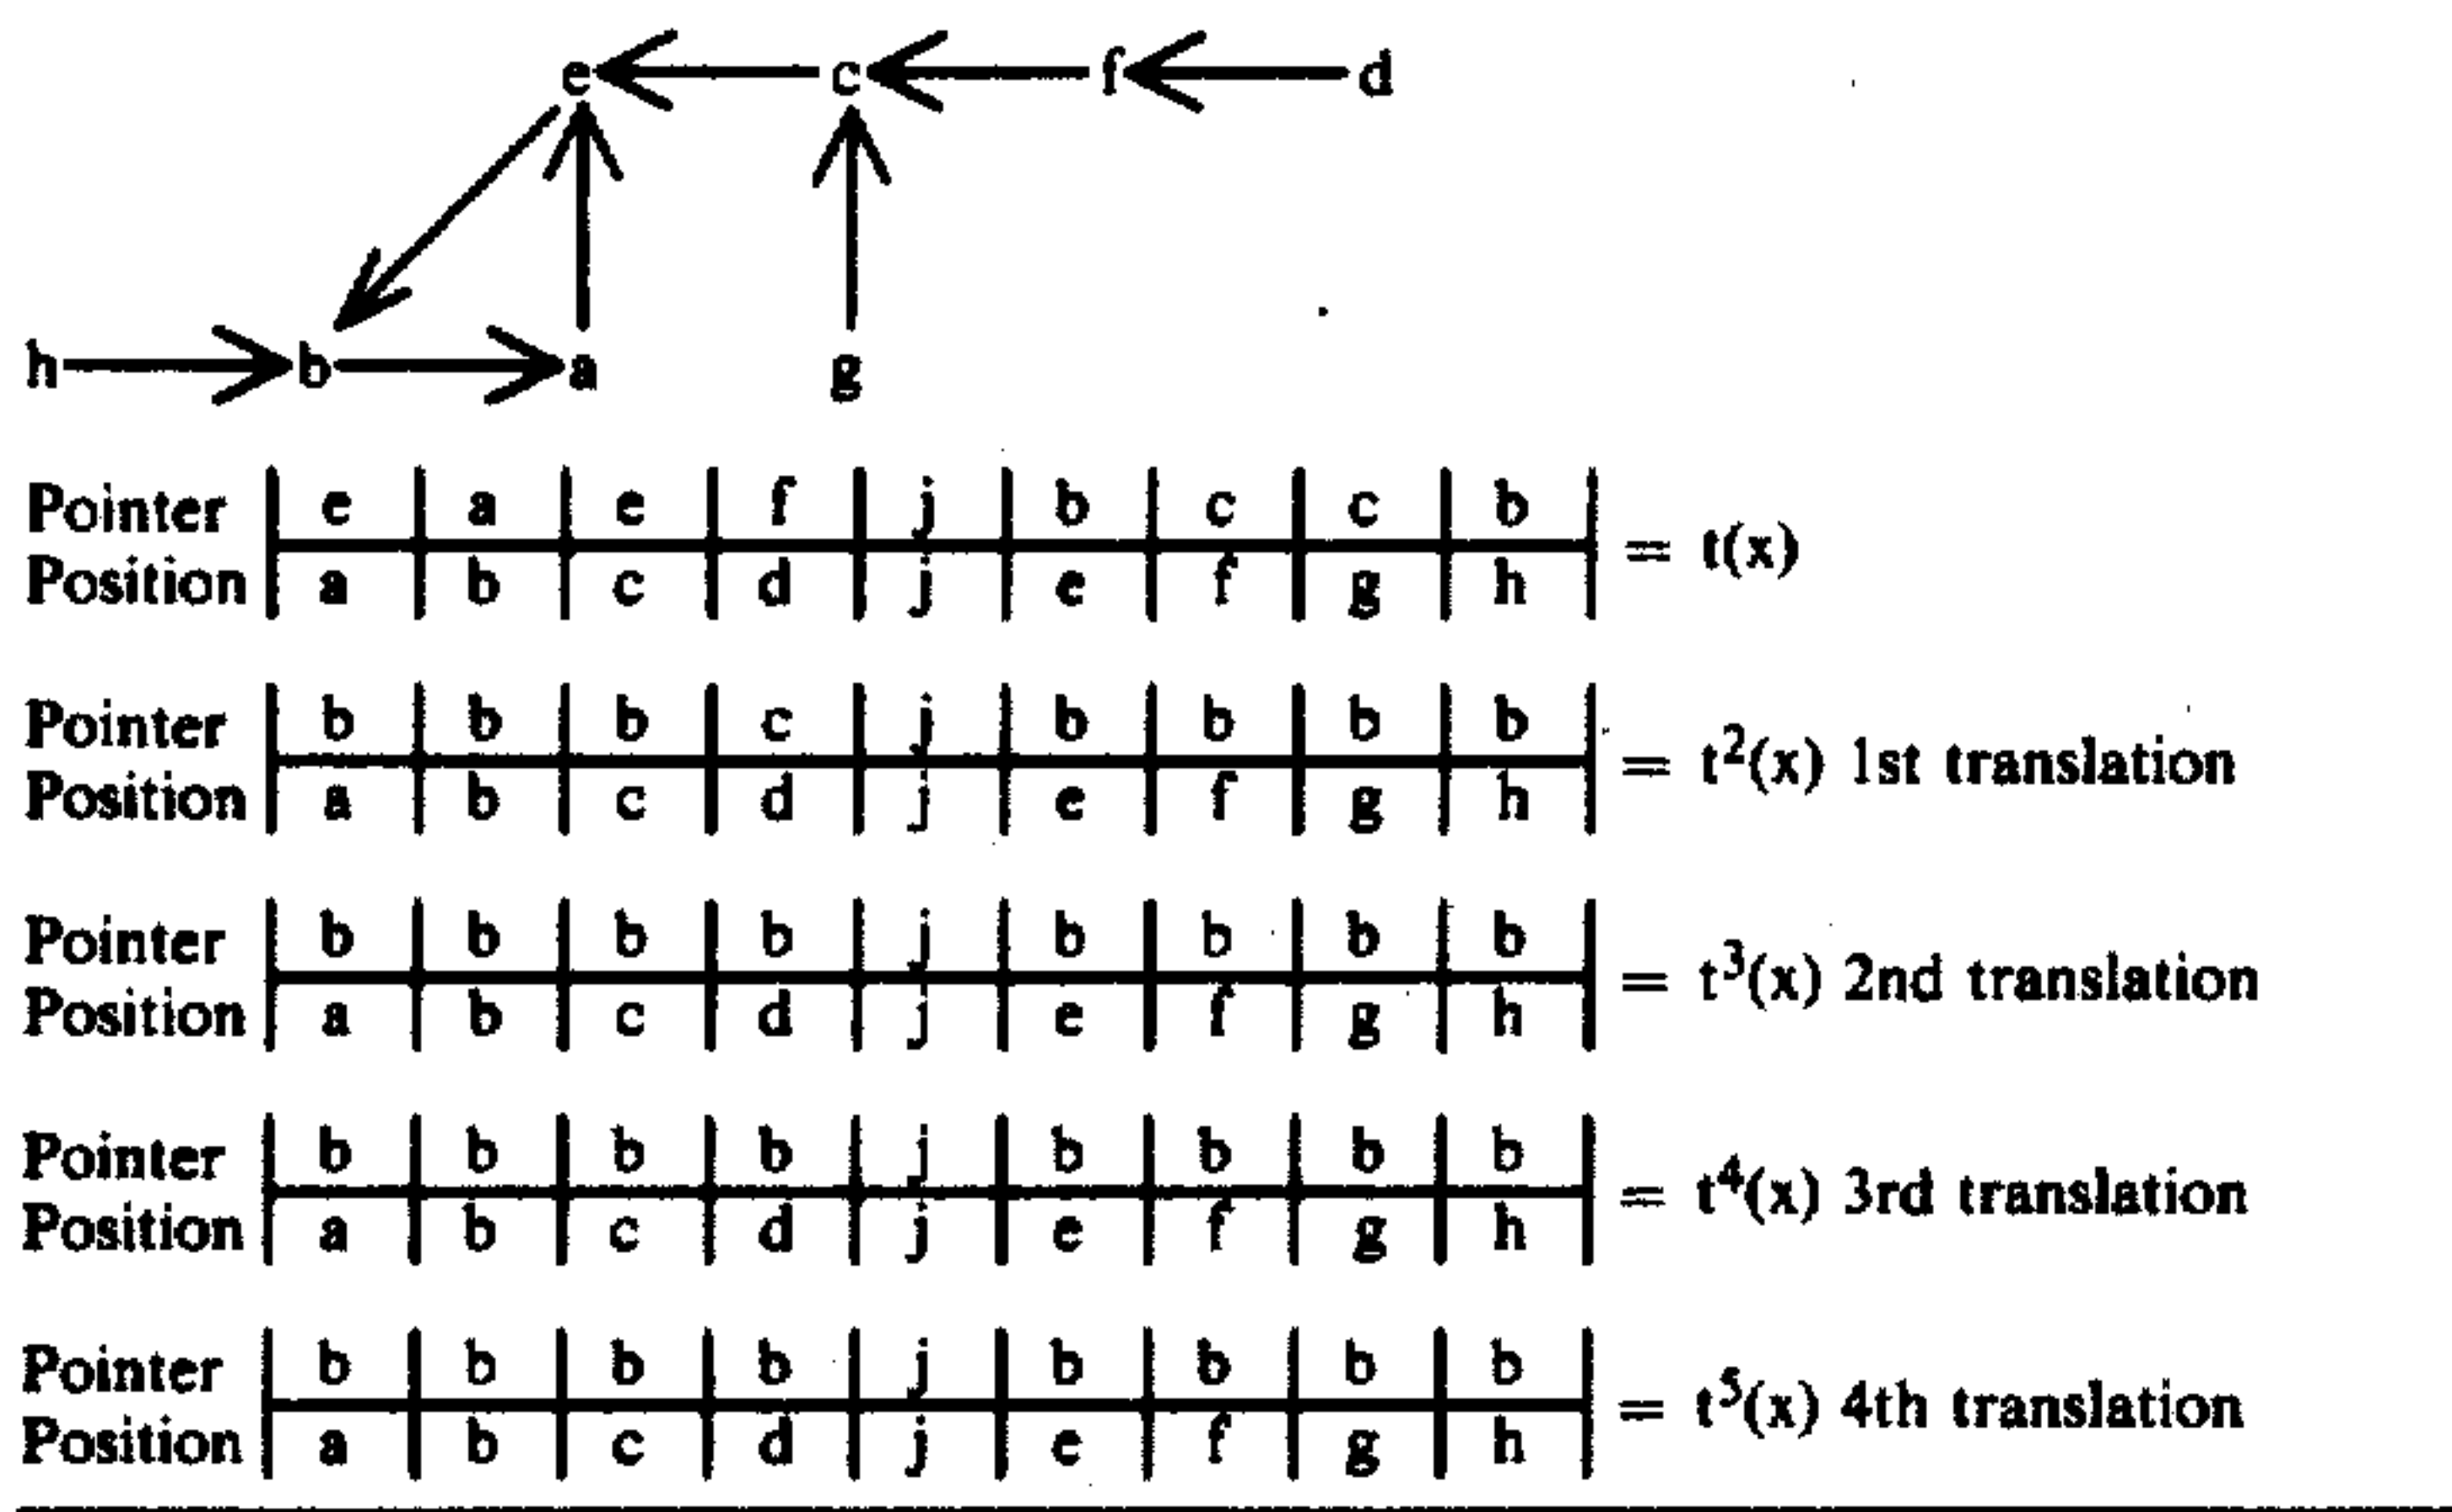 e c f d
h b a g
Pointer e a e f j b c c b
Position a b c d j e f g h = t(x)
Pointer b b b c j b b b b
Position a b c d j e f g h = t²(x) 1st translation
Pointer b b b b j b b b b
Position a b c d j e f g h = t³(x) 2nd translation
Pointer b b b b j b b b b
Position a b c d j e f g h = t⁴(x) 3rd translation
Pointer b b b b j b b b b
Position a b c d j e f g h = t⁵(x) 4th translation